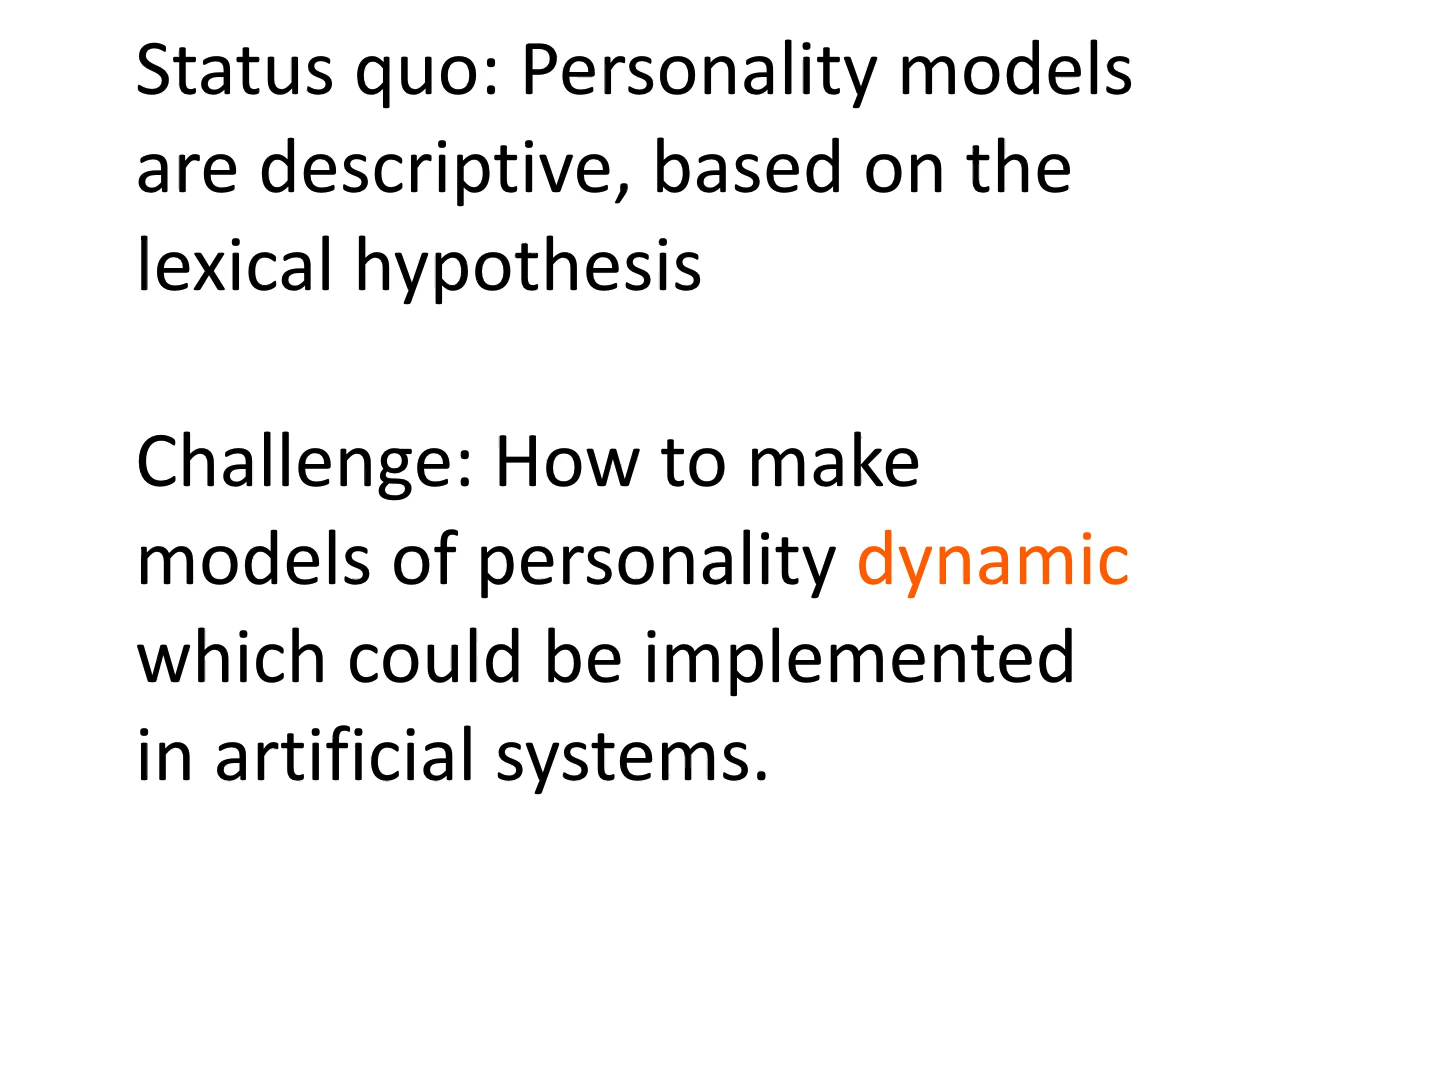 Status quo: Personality models
are descriptive, based on the
lexical hypothesis
Challenge: How to make
models of personality dynamic
which could be implemented
in artificial systems.